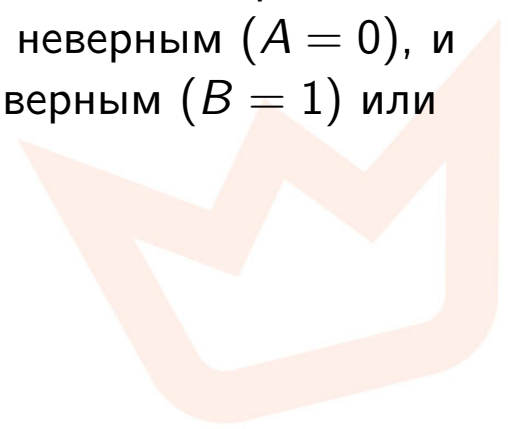 неверным (A = 0), и
верным (B = 1) или